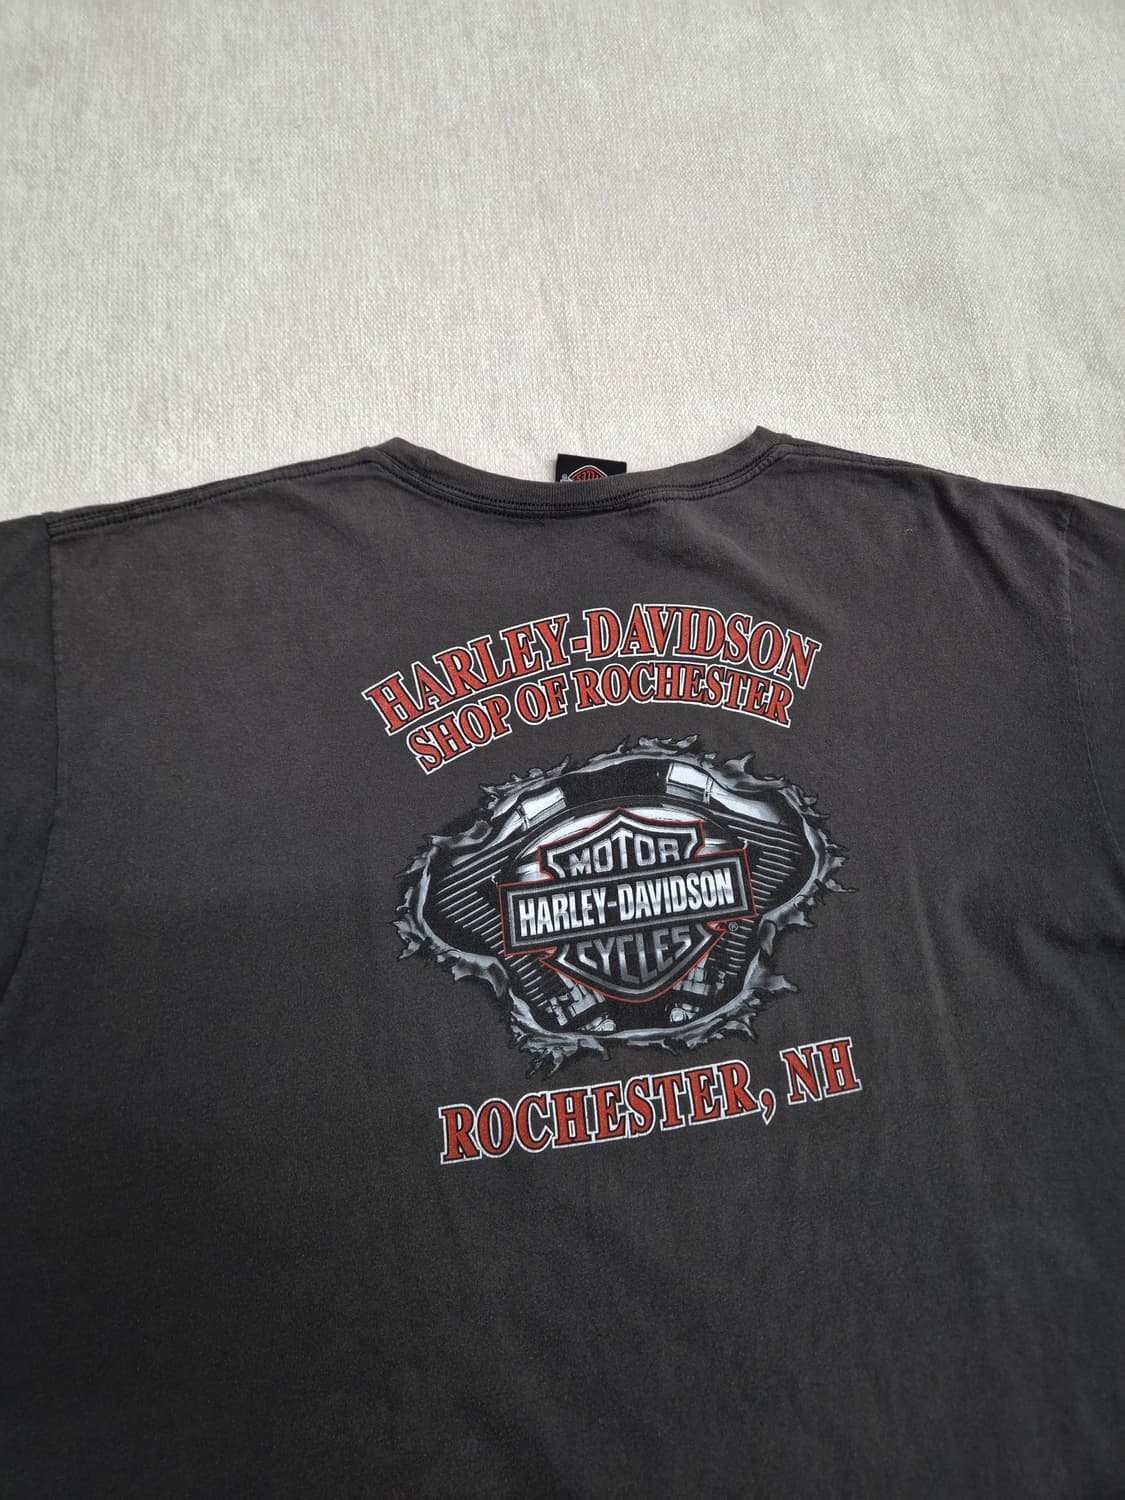 HARLEY-DAVIDSON
SHOP OF ROCHESTER
MOTOR
HARLEY-DAVIDSON
®
CYCLES
ROCHESTER, NH